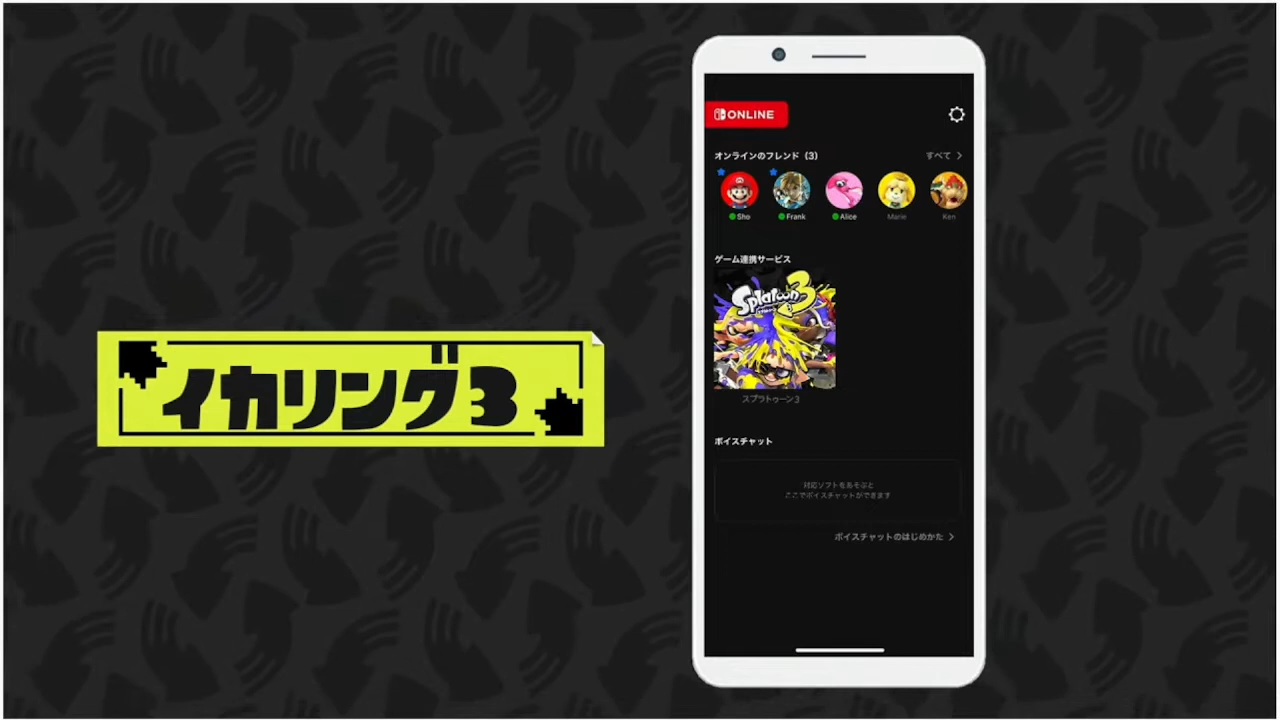 イカリング3
ONLINE
オンラインのフレンド (3)
すべて
Sho
Frank
Alice
Marie
Ken
ゲーム連携サービス
Splatoon 3
スプラトゥーン3
ボイスチャット
対応ソフトをあそぶと
ここでボイスチャットができます
ボイスチャットのはじめかた